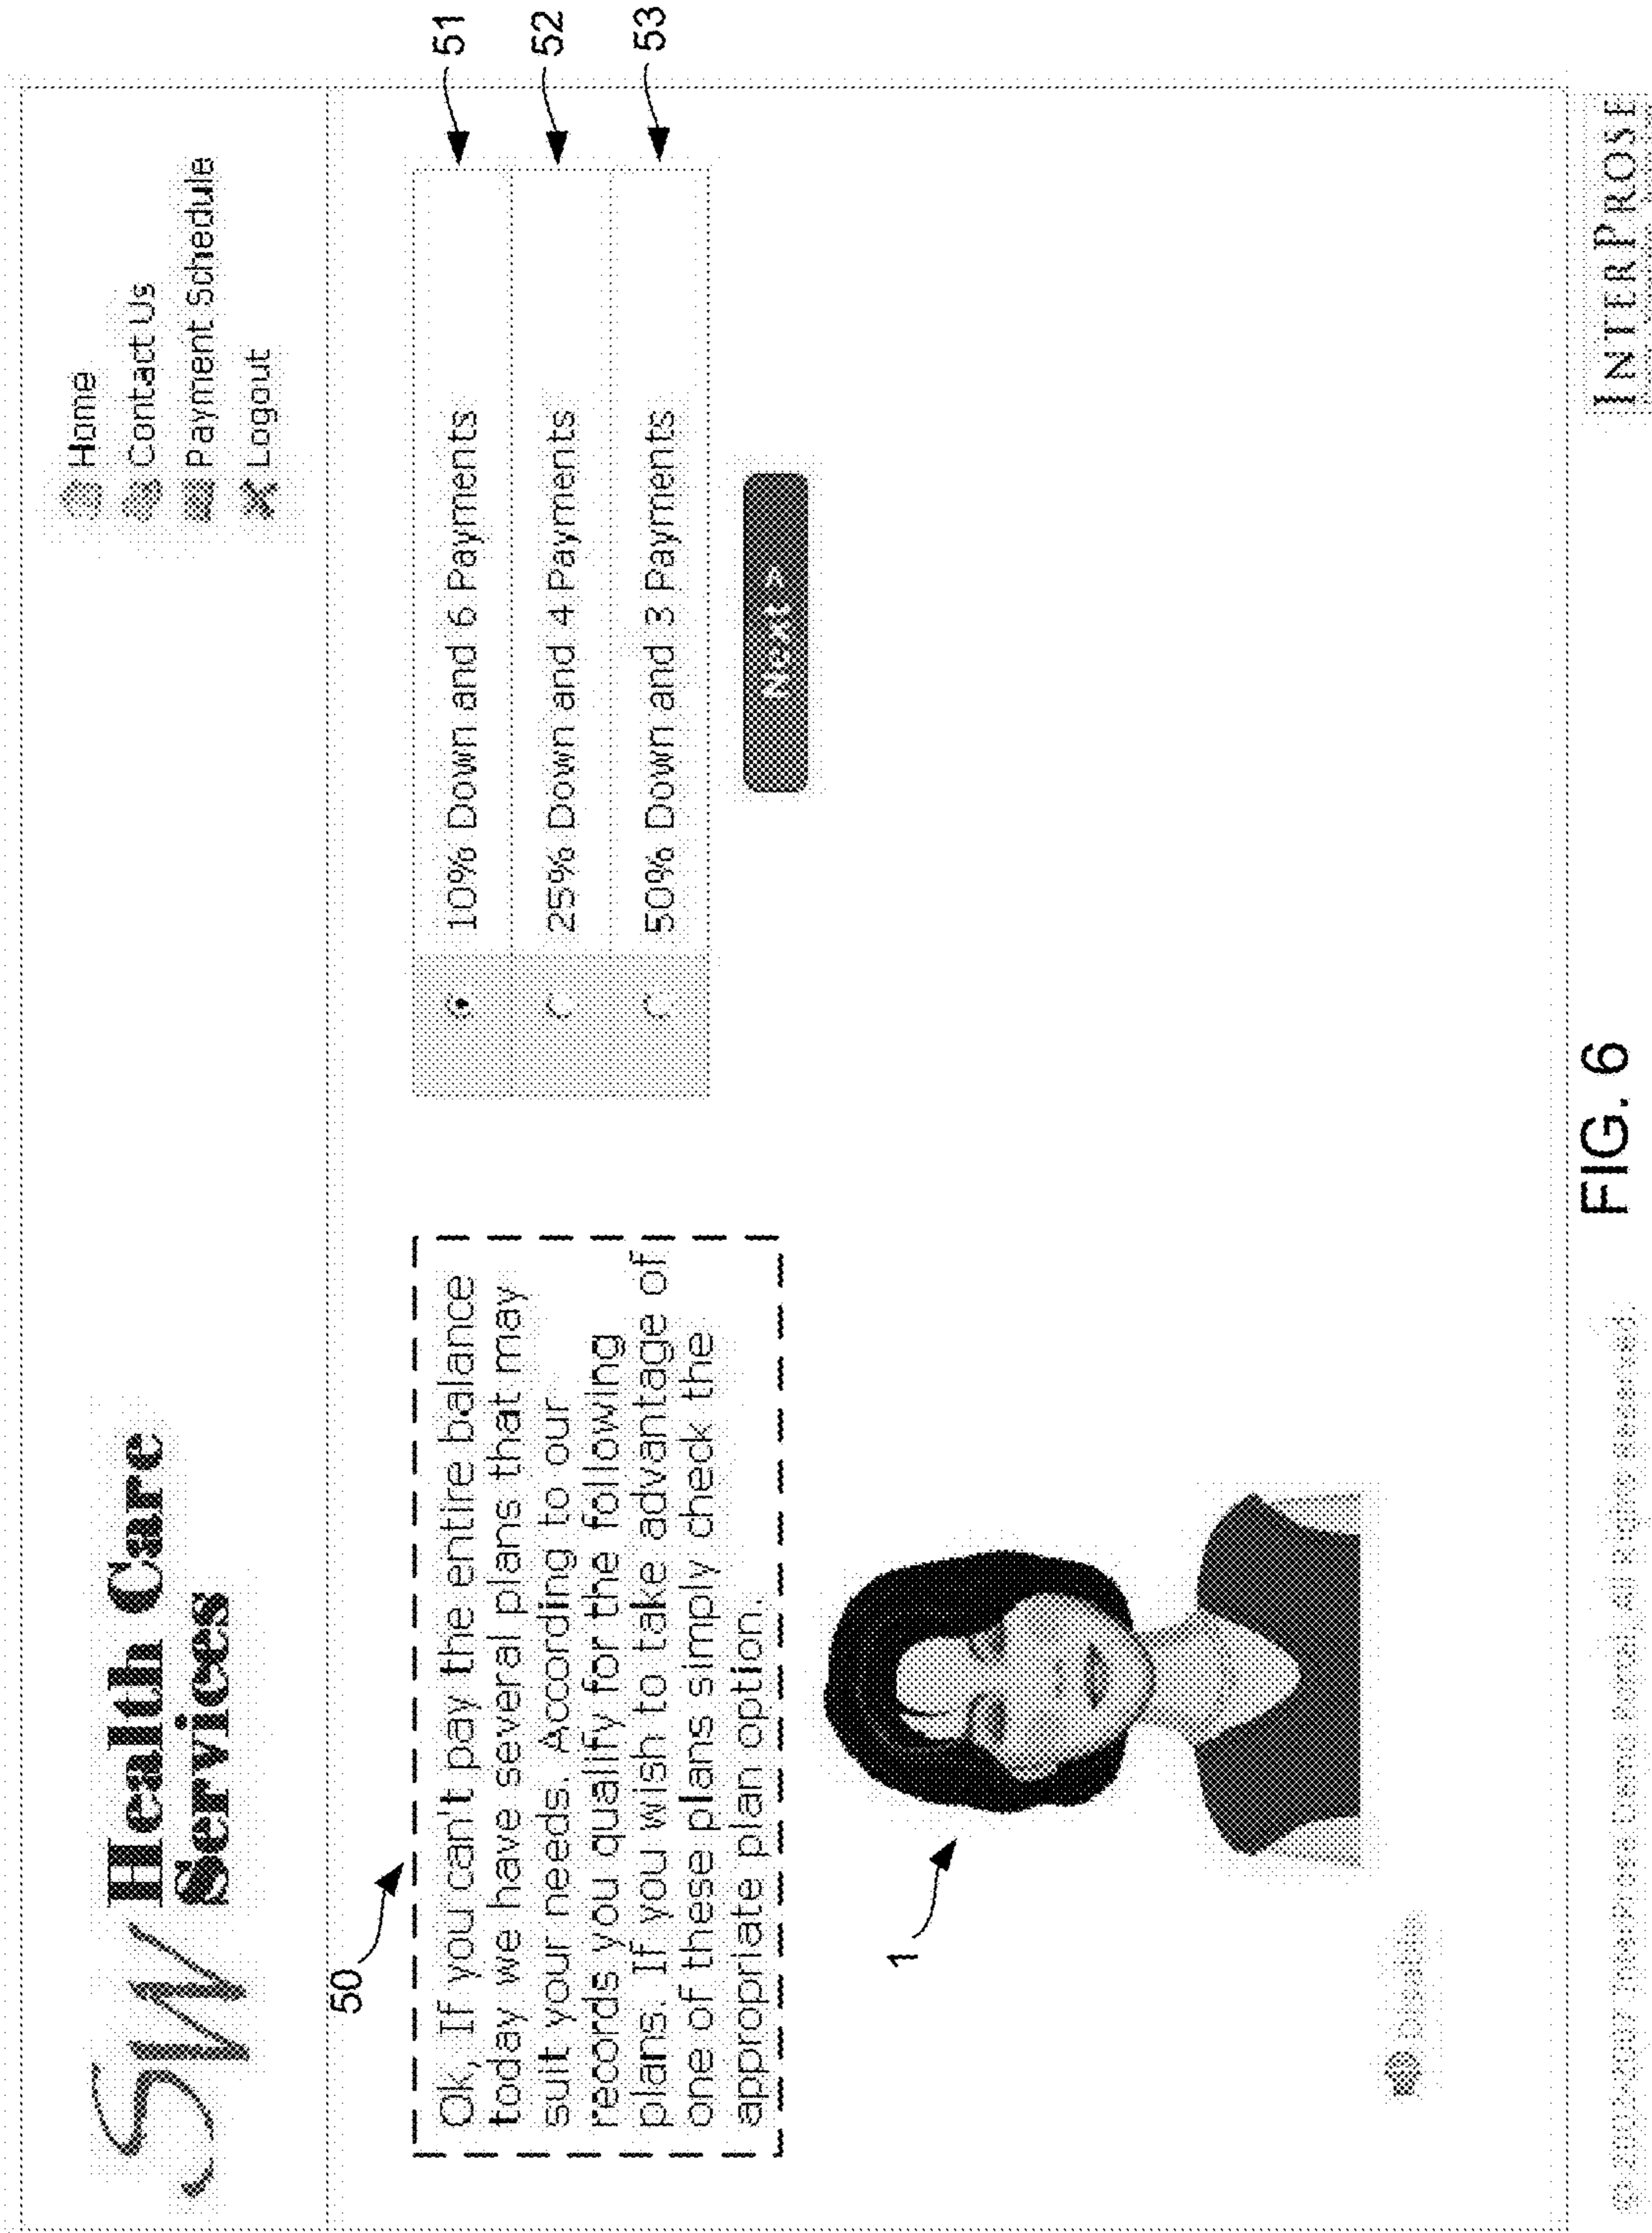 SW Health Care
Services
Home
Contact Us
Payment Schedule
Logout
50
Ok, If you can't pay the entire balance
today we have several plans that may
suit your needs. According to our
records you qualify for the following
plans. If you wish to take advantage of
one of these plans simply check the
appropriate plan option.
10% Down and 6 Payments
51
25% Down and 4 Payments
52
50% Down and 3 Payments
53
Next >
1
Disable
All Rights Reserved.
INTERPROSE
FIG. 6